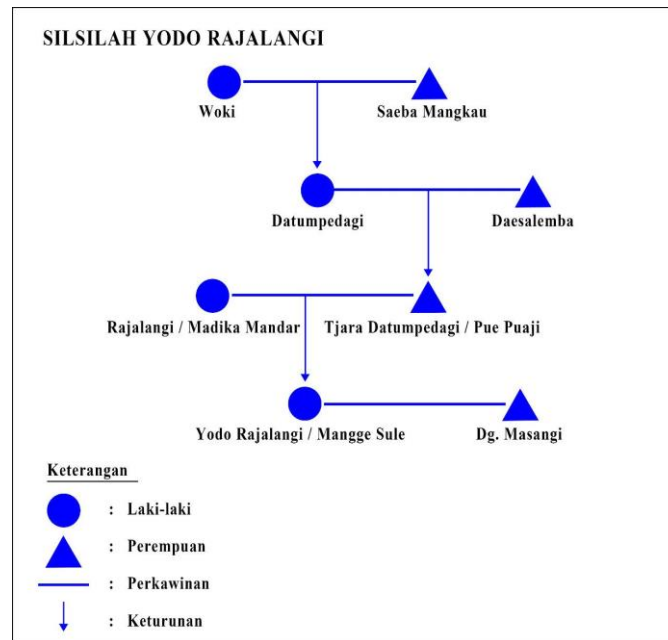 SILSILAH YODO RAJALANGI
Woki Saeba Mangkau
Datumpedagi Daesalemba
Rajalangi / Madika Mandar Tjara Datumpedagi / Pue Puaji
Yodo Rajalangi / Mangge Sule Dg. Masangi
Keterangan
: Laki-laki
: Perempuan
: Perkawinan
: Keturunan